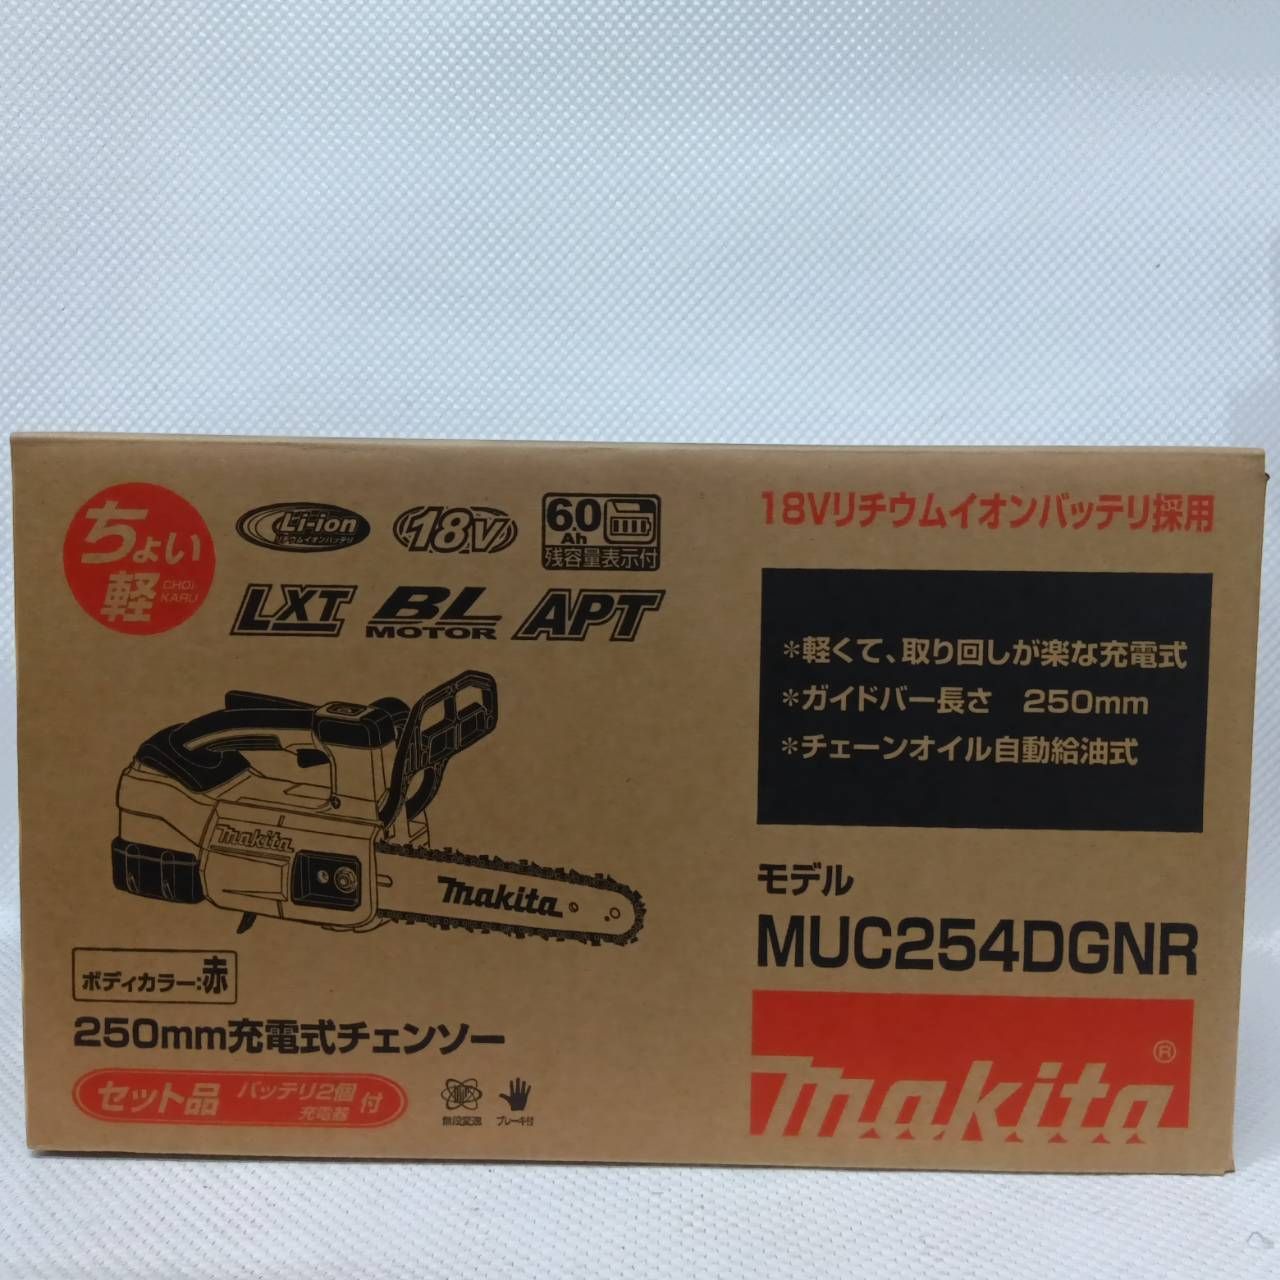 ちょい
軽
CHOI-
KARU
Li-ion
リチウムイオンバッテリ
18V
6.0
Ah
残容量表示付
LXT
BL
MOTOR
APT
makita
makita
ボディカラー:赤
250mm充電式チェンソー
セット品 バッテリ2個
充電器 付
無段変速
ブレーキ付
18Vリチウムイオンバッテリ採用
*軽くて、取り回しが楽な充電式
*ガイドバー長さ 250mm
*チェーンオイル自動給油式
モデル
MUC254DGNR
makita®